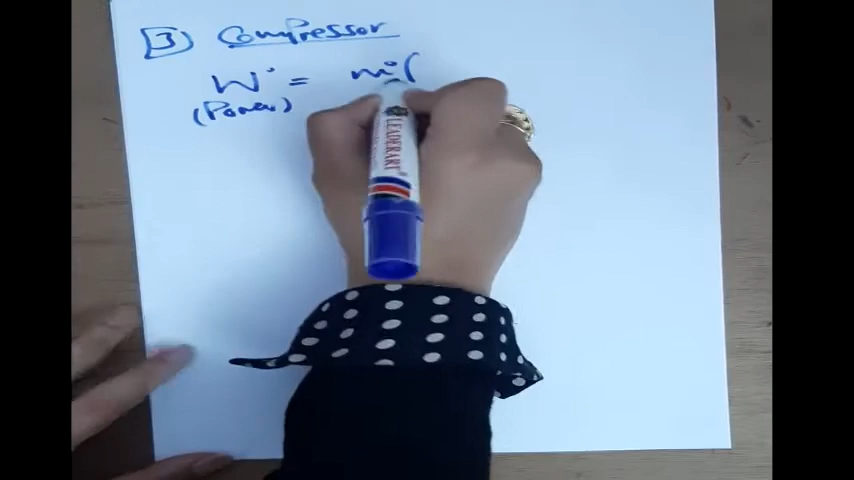 [3] Compressor
W° = m° (
(Power)
LEADERART